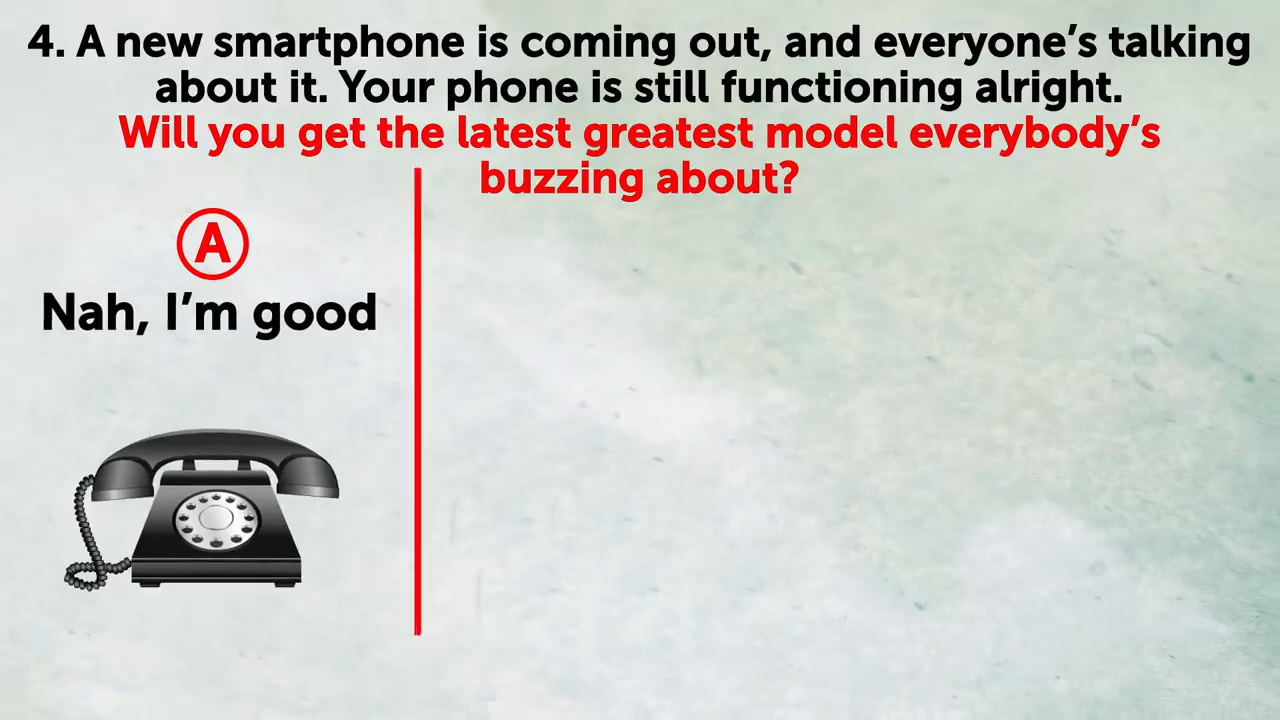 4. A new smartphone is coming out, and everyone’s talking
about it. Your phone is still functioning alright.
Will you get the latest greatest model everybody’s
buzzing about?
A
Nah, I’m good